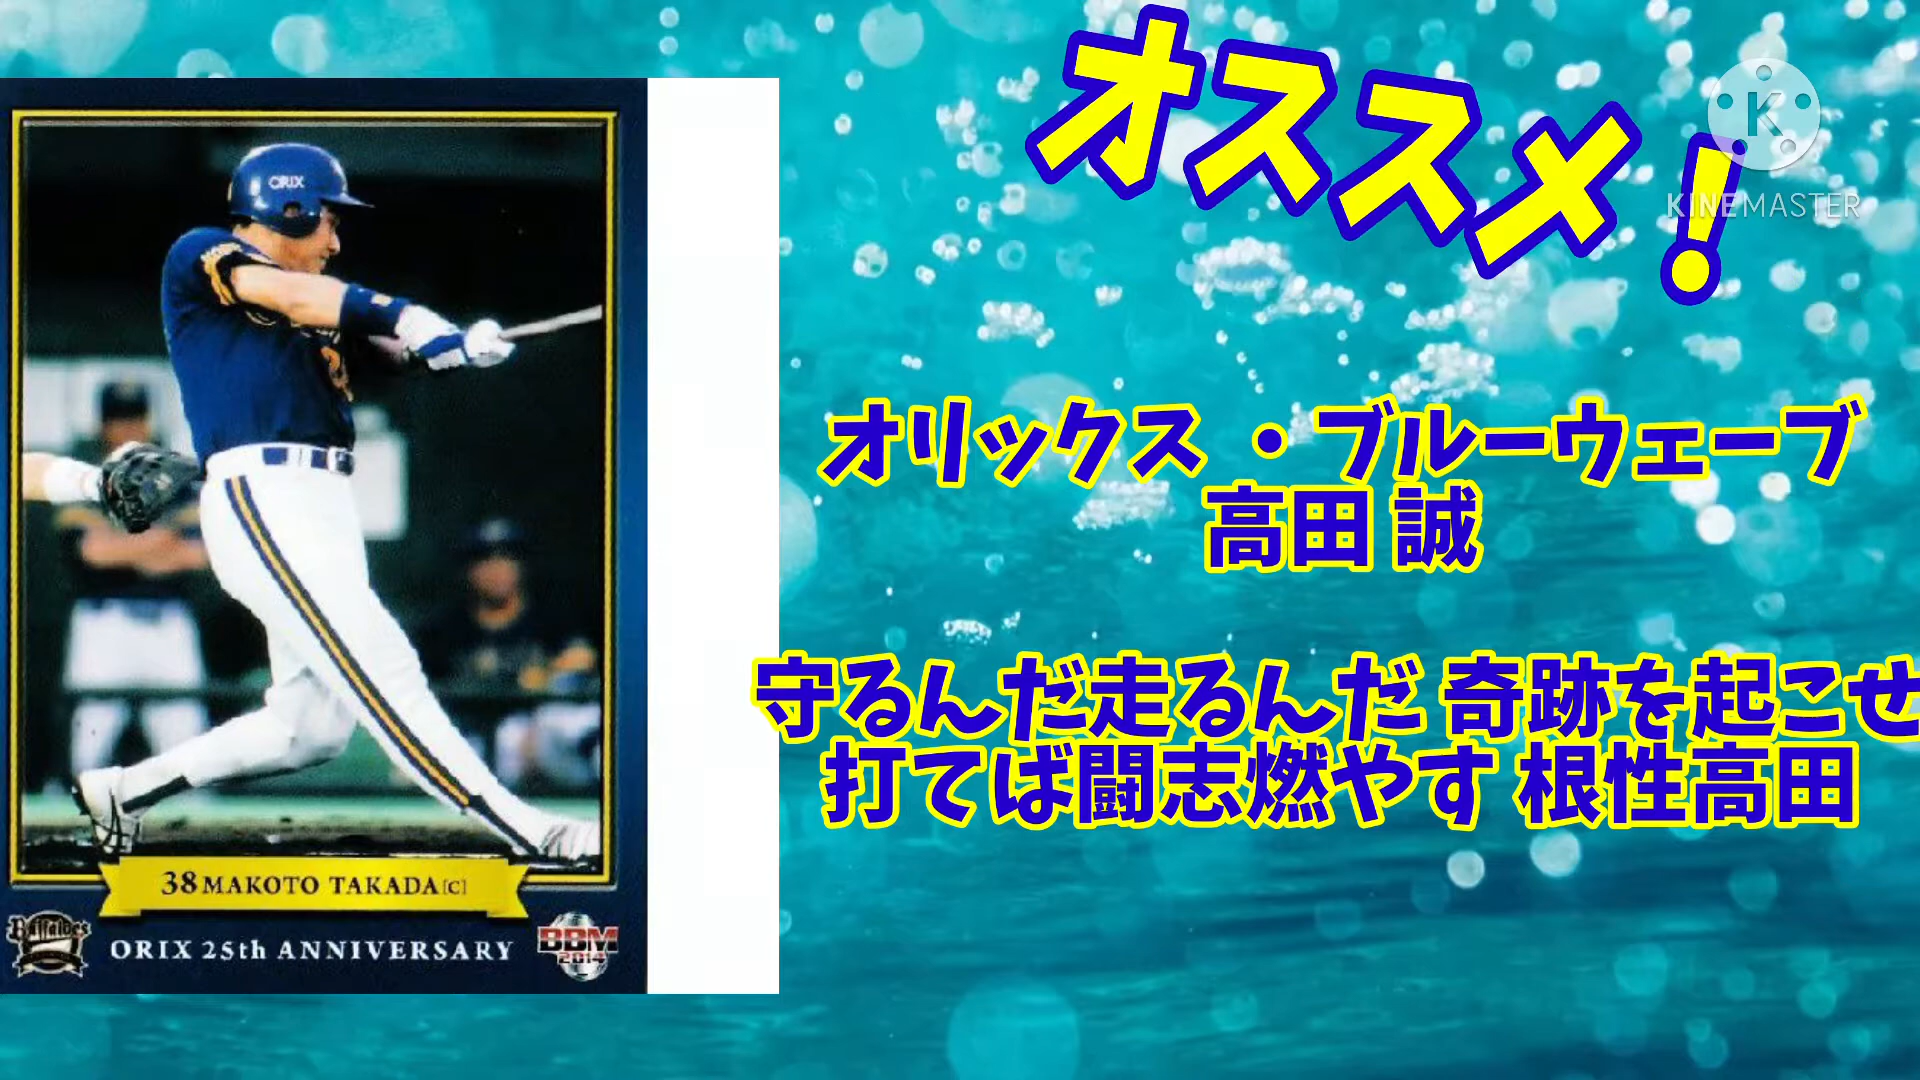 オススメ！
KINEMASTER
ORIX
オリックス・ブルーウェーブ
高田 誠
守るんだ走るんだ 奇跡を起こせ
打てば闘志燃やす 根性高田
38 MAKOTO TAKADA [C]
Buffaloes
ORIX 25th ANNIVERSARY
BBM
2014